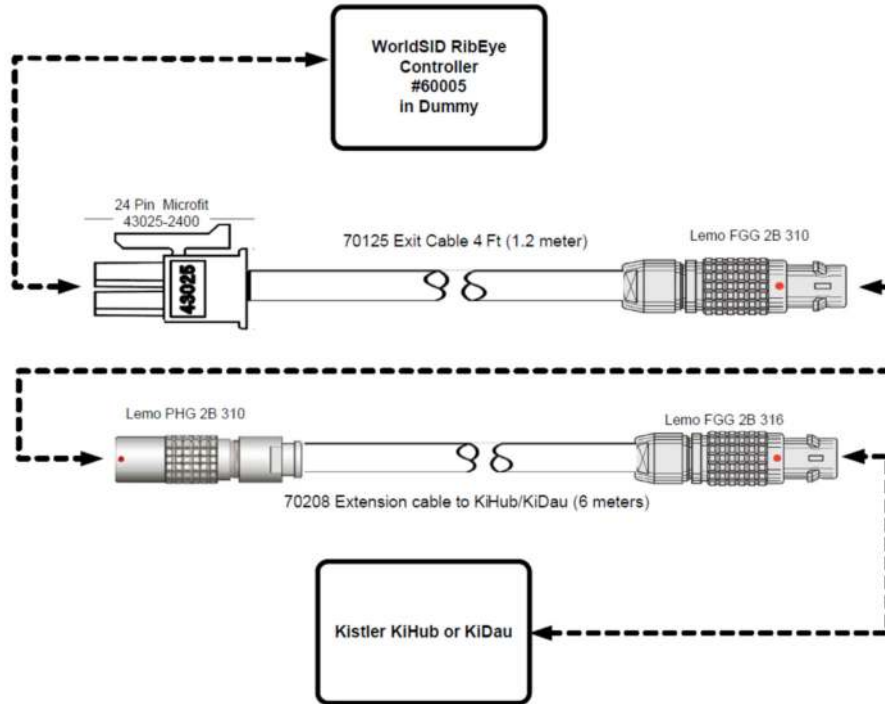 WorldSID RibEye
Controller
#60005
in Dummy
24 Pin Microfit
43025-2400
70125 Exit Cable 4 Ft (1.2 meter)
Lemo FGG 2B 310
43025
Lemo PHG 2B 310
Lemo FGG 2B 316
70208 Extension cable to KiHub/KiDau (6 meters)
Kistler KiHub or KiDau